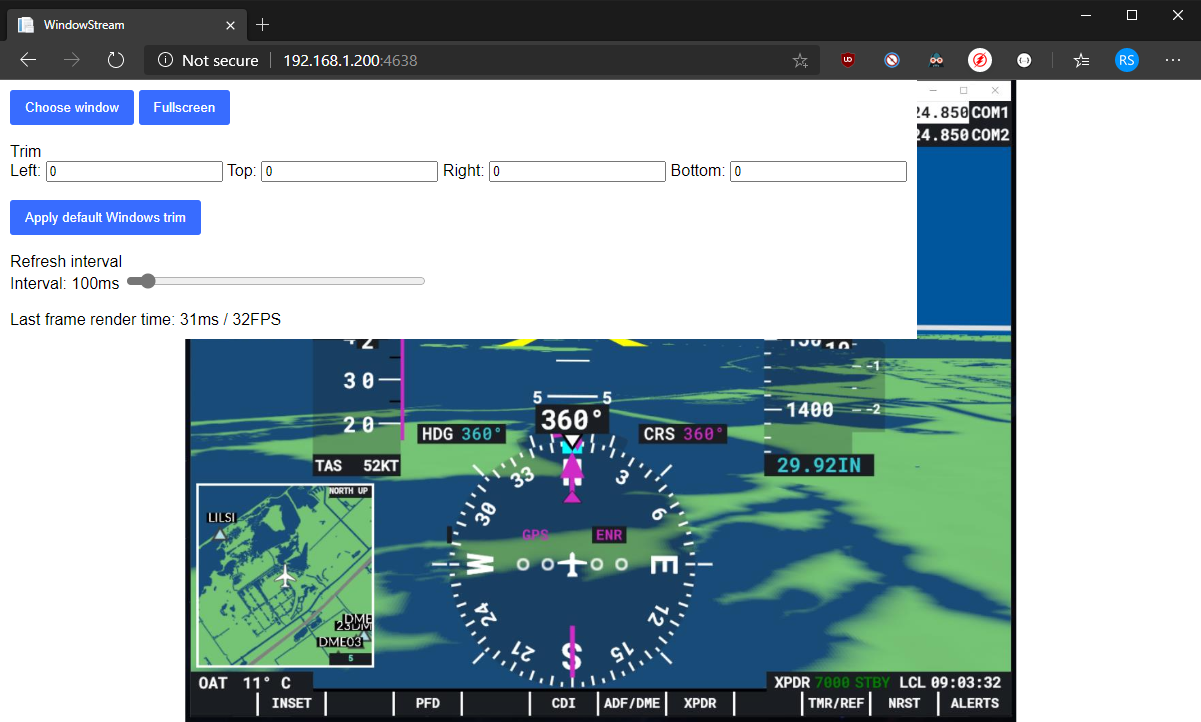 WindowStream
Not secure 192.168.1.200:4638
UD
RS
Choose window Fullscreen
24.850 COM1
24.850 COM2
Trim
Left: 0 Top: 0 Right: 0 Bottom: 0
Apply default Windows trim
Refresh interval
Interval: 100ms
Last frame render time: 31ms / 32FPS
30
20
TAS 52KT
5 5
360°
HDG 360°
CRS 360°
1
1400
2
29.92IN
33 3
30 6
GPS ENR
W E
24 12
21 S 15
NORTH UP
LILSI
DME
DME03
5
OAT 11° C
XPDR 7000 STBY LCL 09:03:32
INSET PFD CDI ADF/DME XPDR TMR/REF NRST ALERTS